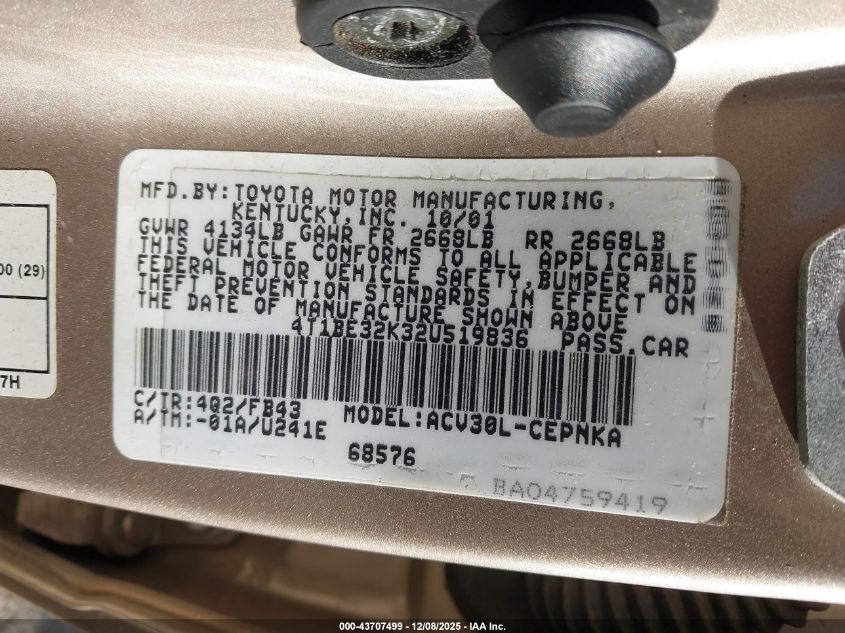 MFD.BY:TOYOTA MOTOR MANUFACTURING,
KENTUCKY,INC. 10/01
GVWR 4134LB GAWR FR 2668LB RR 2668LB
THIS VEHICLE CONFORMS TO ALL APPLICABLE
FEDERAL MOTOR VEHICLE SAFETY,BUMPER AND
THEFT PREVENTION STANDARDS IN EFFECT ON
THE DATE OF MANUFACTURE SHOWN ABOVE
4T1BE32K32U519836 PASS.CAR
C/TR:4Q2/FB43 MODEL:ACV30L-CEPNKA
A/TM:-01A/U241E
68576
BA04759419
00 (29)
7H
000-43707499 • 12/08/2025 - IAA Inc.